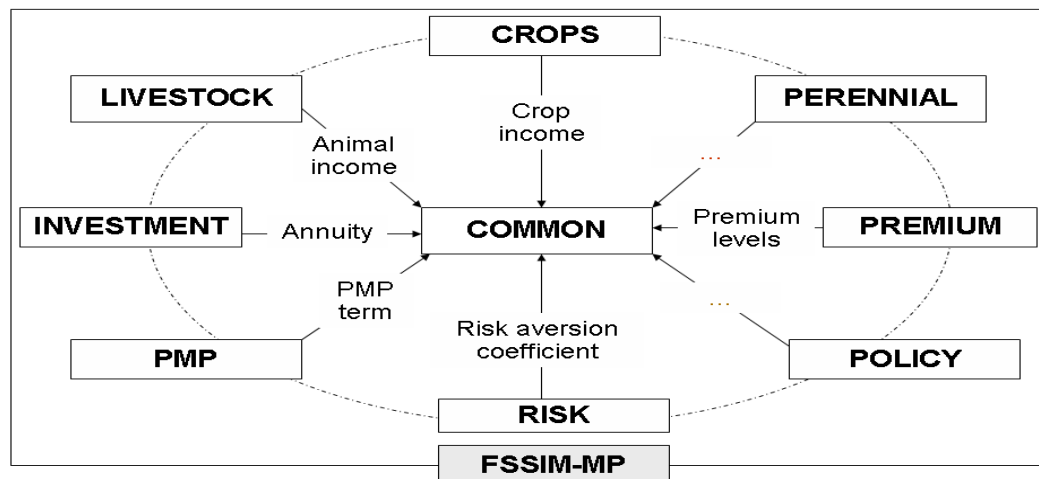 CROPS
LIVESTOCK
PERENNIAL
Crop
income
Animal
income
...
INVESTMENT
Annuity
COMMON
Premium
levels
PREMIUM
PMP
term
...
Risk aversion
coefficient
PMP
POLICY
RISK
FSSIM-MP